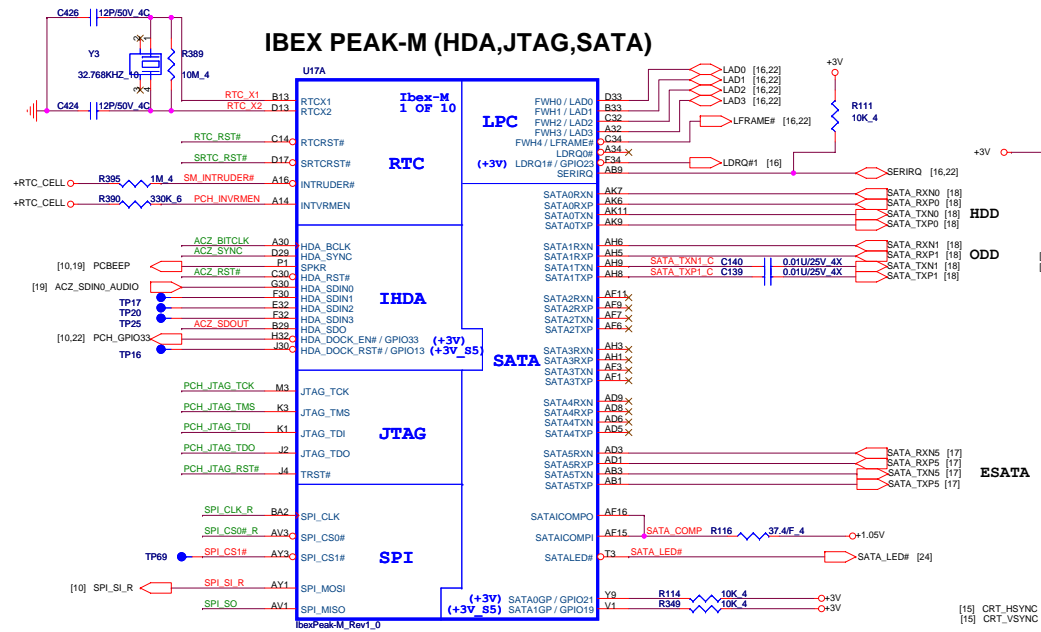 IBEX PEAK-M (HDA,JTAG,SATA)
C426 12P/50V_4C
Y3
32.768KHZ_10
R389
10M_4
C424 12P/50V_4C
2 1
3 4
U17A
Ibex-M
1 OF 10
RTC_X1 B13 RTCX1
RTC_X2 D13 RTCX2
RTC_RST# C14 RTCRST#
SRTC_RST# D17 SRTCRST#
+RTC_CELL R395 1M_4 SM_INTRUDER# A16 INTRUDER#
+RTC_CELL R390 330K_6 PCH_INVRMEN A14 INTVRMEN
RTC
ACZ_BITCLK A30 HDA_BCLK
ACZ_SYNC D29 HDA_SYNC
[10,19] PCBEEP P1 SPKR
ACZ_RST# C30 HDA_RST#
[19] ACZ_SDIN0_AUDIO G30 HDA_SDIN0
TP17 F30 HDA_SDIN1
TP20 E32 HDA_SDIN2
TP25 F32 HDA_SDIN3
ACZ_SDOUT B29 HDA_SDO
[10,22] PCH_GPIO33 H32 HDA_DOCK_EN# / GPIO33 (+3V)
TP16 J30 HDA_DOCK_RST# / GPIO13 (+3V_S5)
IHDA
PCH_JTAG_TCK M3 JTAG_TCK
PCH_JTAG_TMS K3 JTAG_TMS
PCH_JTAG_TDI K1 JTAG_TDI
PCH_JTAG_TDO J2 JTAG_TDO
PCH_JTAG_RST# J4 TRST#
JTAG
SPI_CLK_R BA2 SPI_CLK
SPI_CS0#_R AV3 SPI_CS0#
TP69 SPI_CS1# AY3 SPI_CS1#
[10] SPI_SI_R SPI_SI_R AY1 SPI_MOSI
SPI_SO AV1 SPI_MISO
SPI
IbexPeak-M_Rev1_0
LPC
FWH0 / LAD0 D33 LAD0 [16,22]
FWH1 / LAD1 B33 LAD1 [16,22]
FWH2 / LAD2 C32 LAD2 [16,22]
FWH3 / LAD3 A32 LAD3 [16,22]
FWH4 / LFRAME# C34 LFRAME# [16,22]
LDRQ0# A34
(+3V) LDRQ1# / GPIO23 F34 LDRQ#1 [16]
SERIRQ AB9 SERIRQ [16,22]
+3V
R111
10K_4
+3V
SATA
SATA0RXN AK7 SATA_RXN0 [18]
SATA0RXP AK6 SATA_RXP0 [18]
SATA0TXN AK11 SATA_TXN0 [18]
SATA0TXP AK9 SATA_TXP0 [18]
HDD
SATA1RXN AH6 SATA_RXN1 [18]
SATA1RXP AH5 SATA_RXP1 [18]
SATA1TXN AH9 SATA_TXN1_C C140 0.01U/25V_4X SATA_TXN1 [18]
SATA1TXP AH8 SATA_TXP1_C C139 0.01U/25V_4X SATA_TXP1 [18]
ODD
SATA2RXN AF11
SATA2RXP AF9
SATA2TXN AF7
SATA2TXP AF6
SATA3RXN AH3
SATA3RXP AH1
SATA3TXN AF3
SATA3TXP AF1
SATA4RXN AD9
SATA4RXP AD8
SATA4TXN AD6
SATA4TXP AD5
SATA5RXN AD3 SATA_RXN5 [17]
SATA5RXP AD1 SATA_RXP5 [17]
SATA5TXN AB3 SATA_TXN5 [17]
SATA5TXP AB1 SATA_TXP5 [17]
ESATA
SATAICOMPO AF16
SATAICOMPI AF15 SATA_COMP R116 37.4/F_4 +1.05V
SATALED# T3 SATA_LED# SATA_LED# [24]
(+3V) SATA0GP / GPIO21 Y9 R114 10K_4 +3V
(+3V_S5) SATA1GP / GPIO19 V1 R349 10K_4 +3V
[15] CRT_HSYNC
[15] CRT_VSYNC